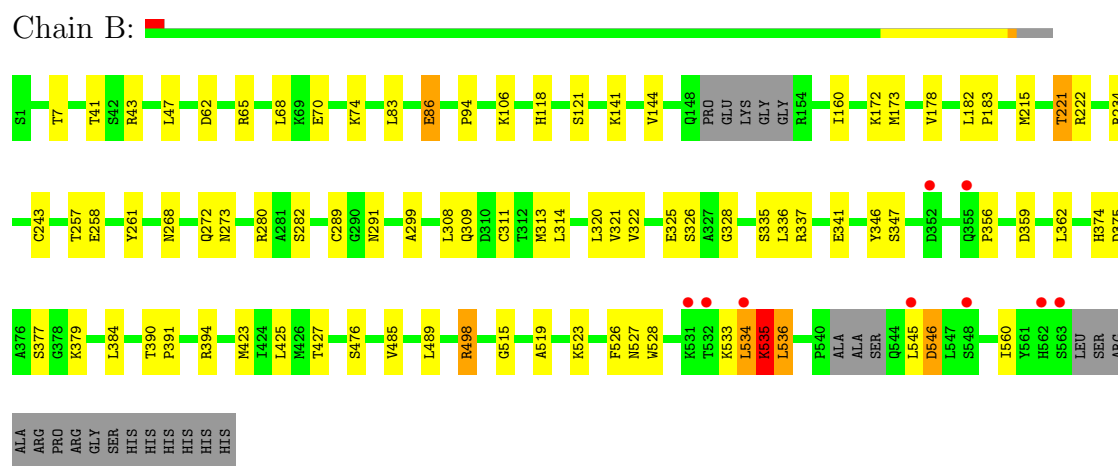 Chain B:
S1 T7 T41 S42 R43 L47 D62 R65 L68 K69 E70 K74 L83 E86 P94 K106 H118 S121 K141 V144 Q148 PRO GLU LYS GLY GLY R154 I160 K172 M173 V178 L182 P183 M215 T221 R222
C243 T257 E258 Y261 N268 Q272 N273 R280 A281 S282 C289 G290 N291 A299 L308 Q309 D310 C311 T312 M313 L314 L320 V321 V322 E325 S326 A327 G328 S335 L336 R337 E341 Y346 S347 D352 Q355 P356 D359 L362 H374
A376 S377 G378 K379 L384 T390 P391 R394 M423 I424 L425 M426 T427 S476 V485 L489 R498 G515 A519 K523 F526 N527 W528 K531 T532 K533 L534 K535 L536 P540 ALA ALA SER Q544 L545 D546 L547 S548 I560 Y561 H562 S563 LEU SER ARG
ALA ARG PRO ARG GLY SER HIS HIS HIS HIS HIS HIS